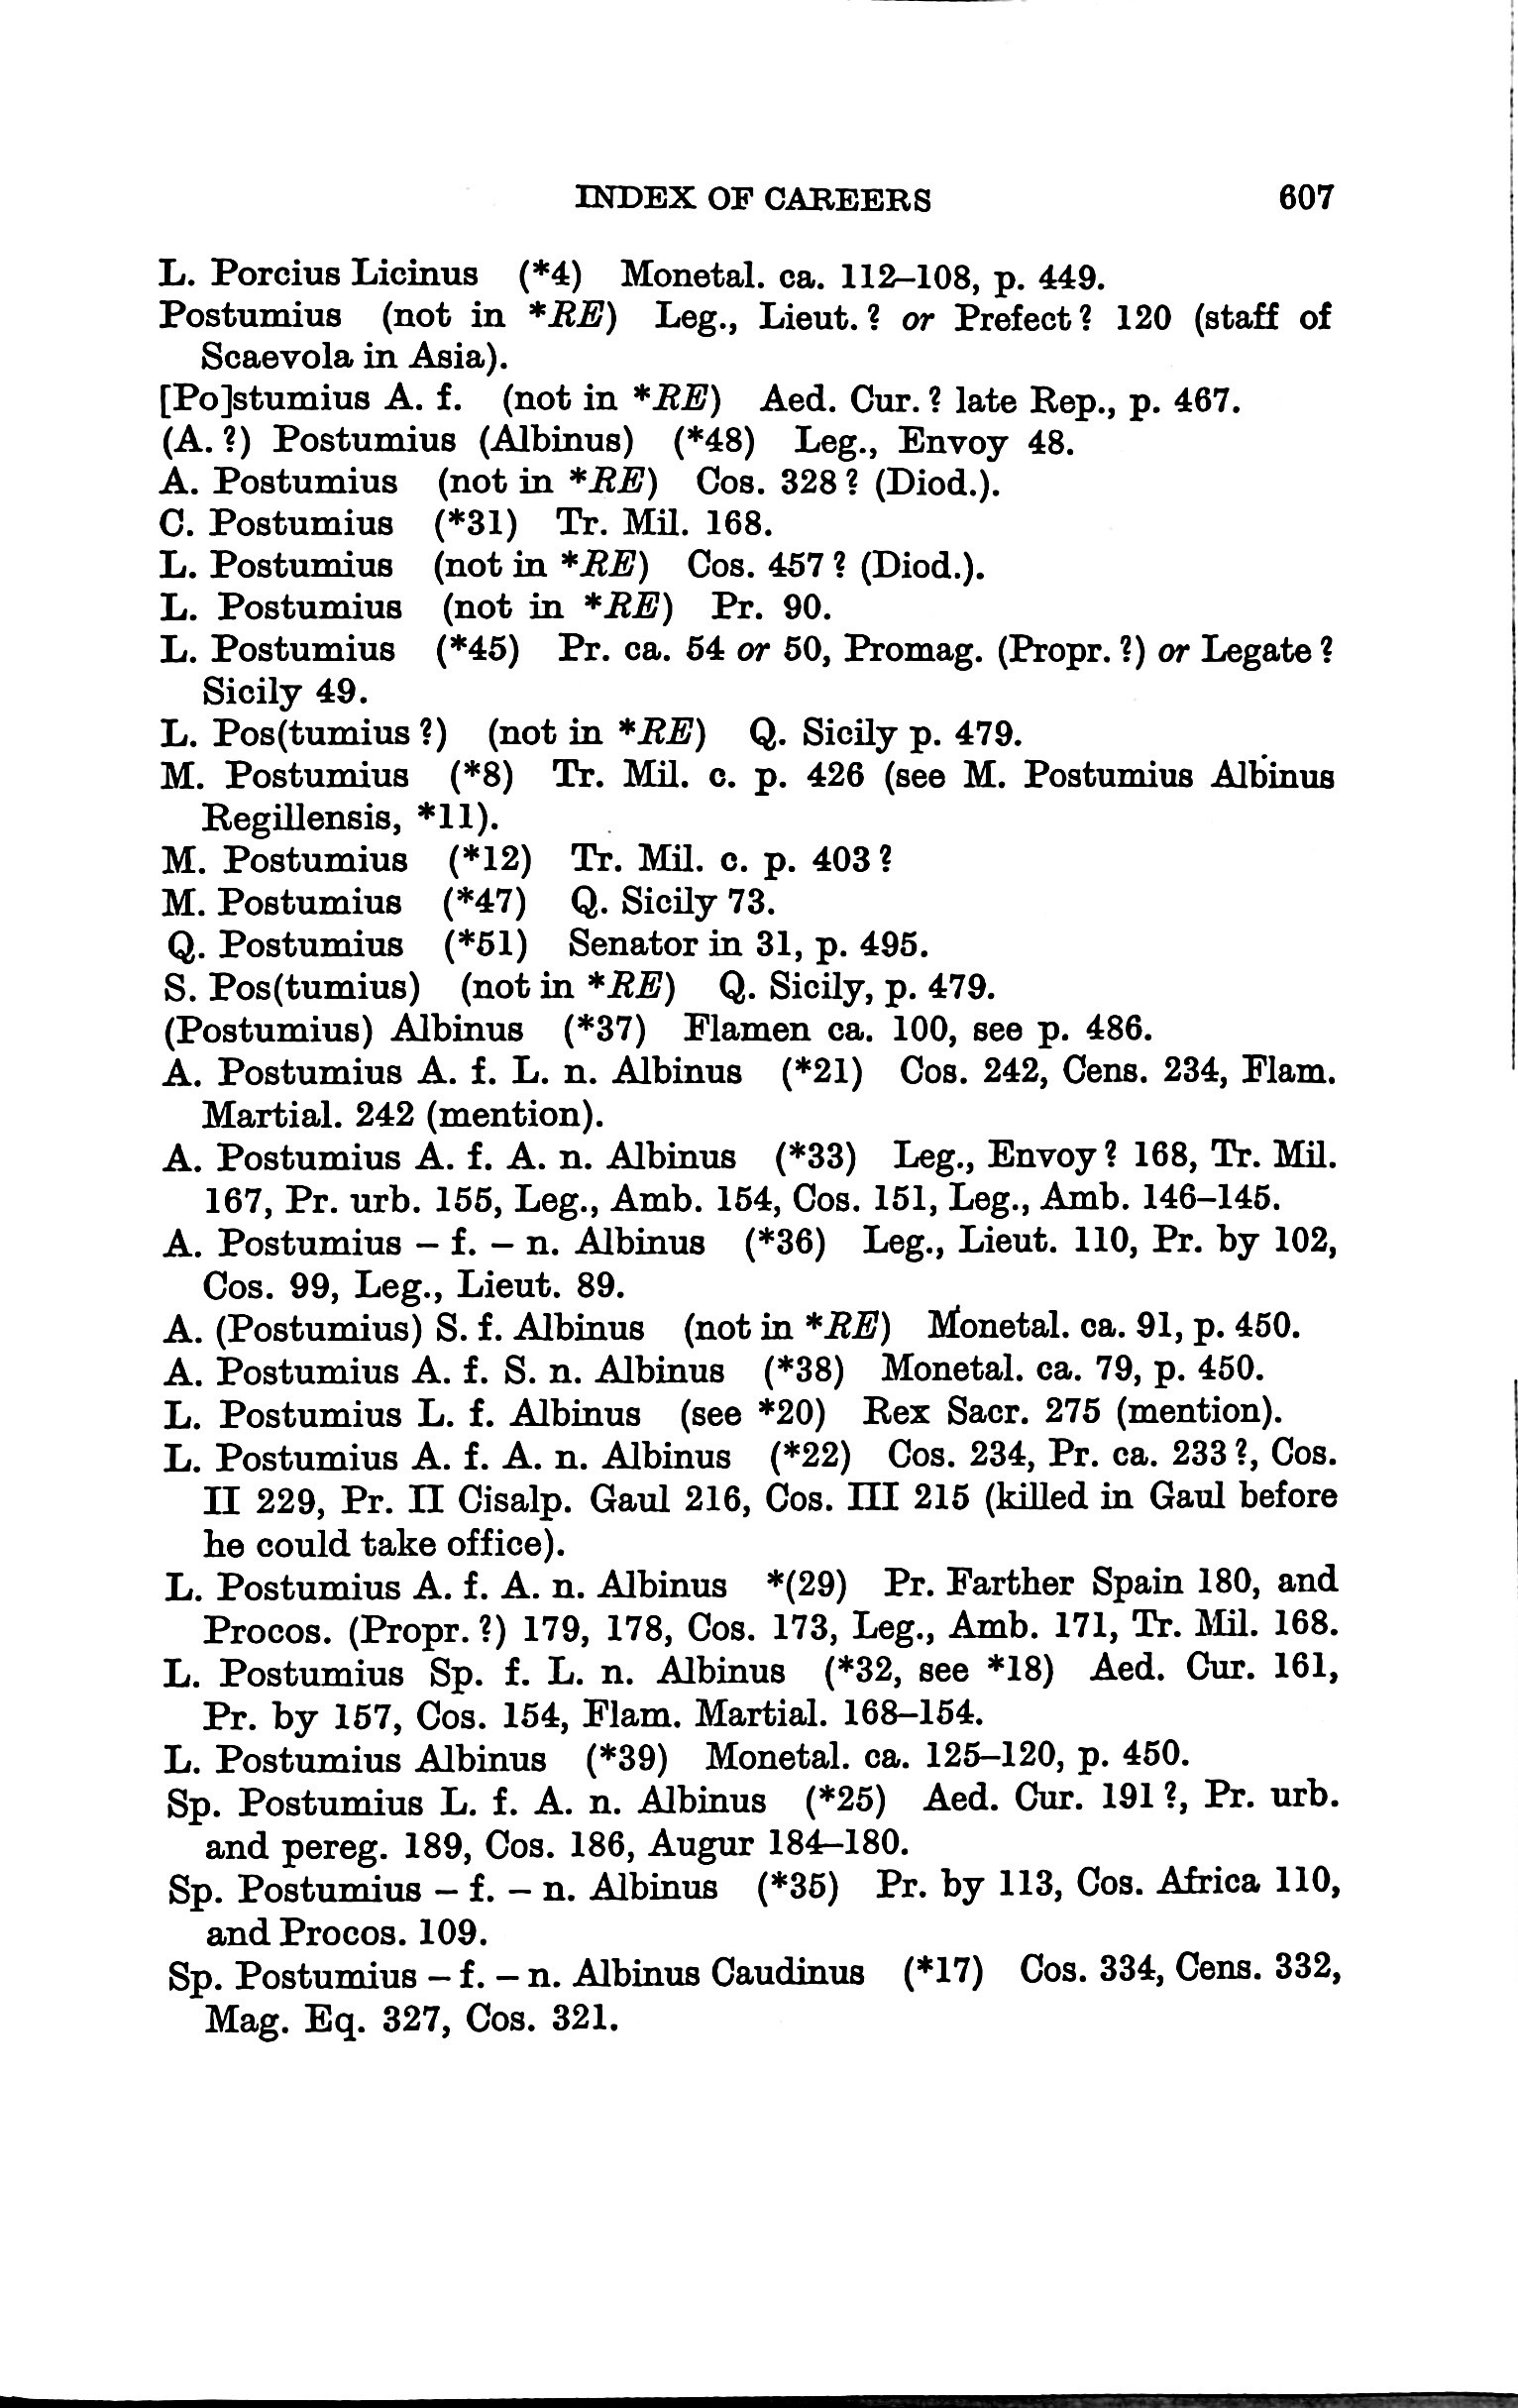 INDEX OF CAREERS 607
L. Porcius Licinus (*4) Monetal. ca. 112–108, p. 449.
Postumius (not in *RE) Leg., Lieut.? or Prefect? 120 (staff of
Scaevola in Asia).
[Po]stumius A. f. (not in *RE) Aed. Cur.? late Rep., p. 467.
(A.?) Postumius (Albinus) (*48) Leg., Envoy 48.
A. Postumius (not in *RE) Cos. 328? (Diod.).
C. Postumius (*31) Tr. Mil. 168.
L. Postumius (not in *RE) Cos. 457? (Diod.).
L. Postumius (not in *RE) Pr. 90.
L. Postumius (*45) Pr. ca. 54 or 50, Promag. (Propr.?) or Legate?
Sicily 49.
L. Pos(tumius?) (not in *RE) Q. Sicily p. 479.
M. Postumius (*8) Tr. Mil. c. p. 426 (see M. Postumius Albinus
Regillensis, *11).
M. Postumius (*12) Tr. Mil. c. p. 403?
M. Postumius (*47) Q. Sicily 73.
Q. Postumius (*51) Senator in 31, p. 495.
S. Pos(tumius) (not in *RE) Q. Sicily, p. 479.
(Postumius) Albinus (*37) Flamen ca. 100, see p. 486.
A. Postumius A. f. L. n. Albinus (*21) Cos. 242, Cens. 234, Flam.
Martial. 242 (mention).
A. Postumius A. f. A. n. Albinus (*33) Leg., Envoy? 168, Tr. Mil.
167, Pr. urb. 155, Leg., Amb. 154, Cos. 151, Leg., Amb. 146–145.
A. Postumius – f. – n. Albinus (*36) Leg., Lieut. 110, Pr. by 102,
Cos. 99, Leg., Lieut. 89.
A. (Postumius) S. f. Albinus (not in *RE) Monetal. ca. 91, p. 450.
A. Postumius A. f. S. n. Albinus (*38) Monetal. ca. 79, p. 450.
L. Postumius L. f. Albinus (see *20) Rex Sacr. 275 (mention).
L. Postumius A. f. A. n. Albinus (*22) Cos. 234, Pr. ca. 233?, Cos.
II 229, Pr. II Cisalp. Gaul 216, Cos. III 215 (killed in Gaul before
he could take office).
L. Postumius A. f. A. n. Albinus *(29) Pr. Farther Spain 180, and
Procos. (Propr.?) 179, 178, Cos. 173, Leg., Amb. 171, Tr. Mil. 168.
L. Postumius Sp. f. L. n. Albinus (*32, see *18) Aed. Cur. 161,
Pr. by 157, Cos. 154, Flam. Martial. 168–154.
L. Postumius Albinus (*39) Monetal. ca. 125–120, p. 450.
Sp. Postumius L. f. A. n. Albinus (*25) Aed. Cur. 191?, Pr. urb.
and pereg. 189, Cos. 186, Augur 184–180.
Sp. Postumius – f. – n. Albinus (*35) Pr. by 113, Cos. Africa 110,
and Procos. 109.
Sp. Postumius – f. – n. Albinus Caudinus (*17) Cos. 334, Cens. 332,
Mag. Eq. 327, Cos. 321.